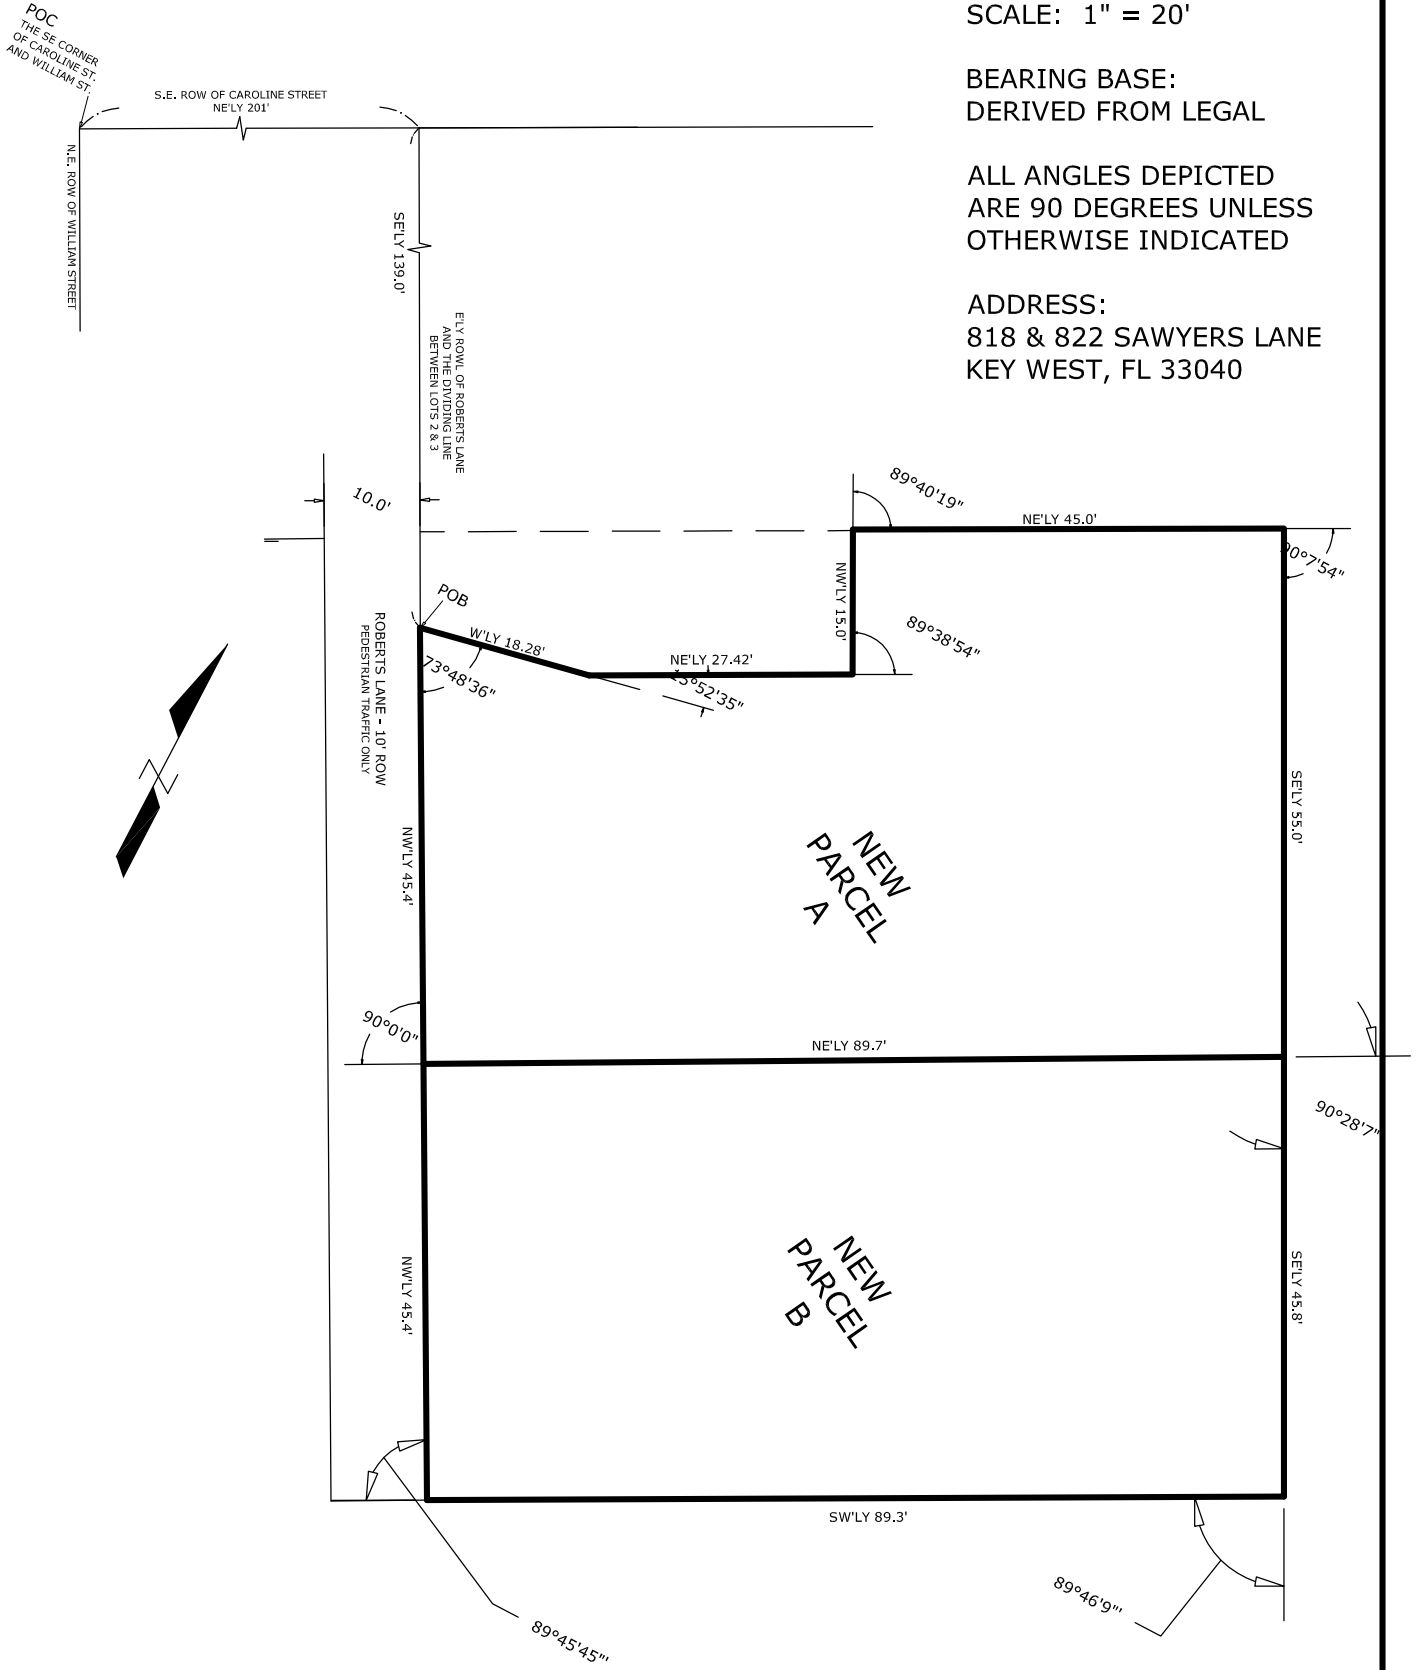 SCALE: 1" = 20'
BEARING BASE:
DERIVED FROM LEGAL
ALL ANGLES DEPICTED
ARE 90 DEGREES UNLESS
OTHERWISE INDICATED
ADDRESS:
818 & 822 SAWYERS LANE
KEY WEST, FL 33040
POC
THE SE CORNER
OF CAROLINE ST.
AND WILLIAM ST.
S.E. ROW OF CAROLINE STREET
NE'LY 201'
N.E. ROW OF WILLIAM STREET
SE'LY 139.0'
E'LY ROWL OF ROBERTS LANE
AND THE DIVIDING LINE
BETWEEN LOTS 2 & 3
10.0'
89°40'19"
NE'LY 45.0'
90°7'54"
NW'LY 15.0'
POB
W'LY 18.28'
73°48'36"
NE'LY 27.42'
15°52'35"
89°38'54"
ROBERTS LANE - 10' ROW
PEDESTRIAN TRAFFIC ONLY
NW'LY 45.4'
SE'LY 55.0'
NEW
PARCEL
A
90°0'0"
NE'LY 89.7'
90°28'7"
NW'LY 45.4'
NEW
PARCEL
B
SE'LY 45.8'
SW'LY 89.3'
89°45'45"'
89°46'9"'